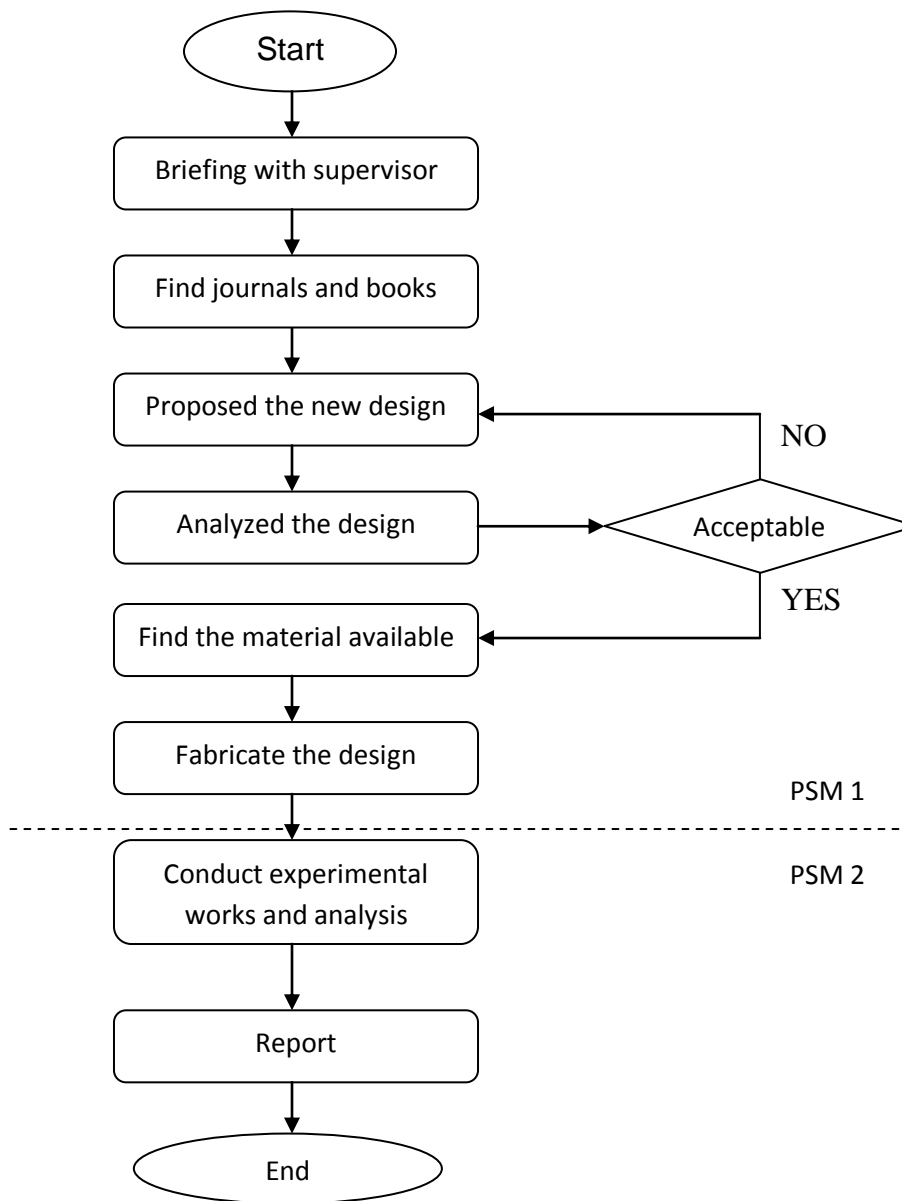 Start
Briefing with supervisor
Find journals and books
Proposed the new design
NO
Analyzed the design
Acceptable
YES
Find the material available
Fabricate the design
PSM 1
Conduct experimental
works and analysis
PSM 2
Report
End